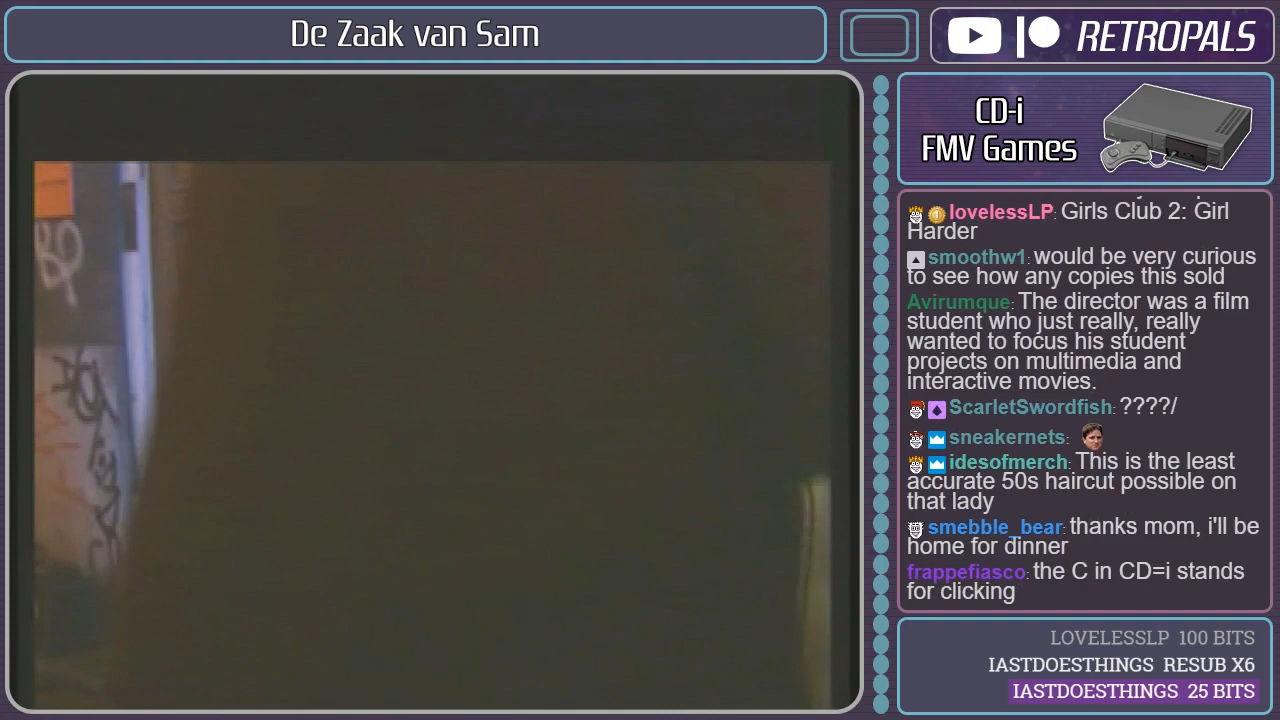 De Zaak van Sam
RETROPALS
CD-i
FMV Games
lovelessLP: Girls Club 2: Girl
Harder
smoothw1: would be very curious
to see how any copies this sold
Avirumque: The director was a film
student who just really, really
wanted to focus his student
projects on multimedia and
interactive movies.
ScarletSwordfish: ????/
sneakernets:
idesofmerch: This is the least
accurate 50s haircut possible on
that lady
smebble_bear: thanks mom, i'll be
home for dinner
frappefiasco: the C in CD=i stands
for clicking
LOVELESSLP 100 BITS
IASTDOESTHINGS RESUB X6
IASTDOESTHINGS 25 BITS